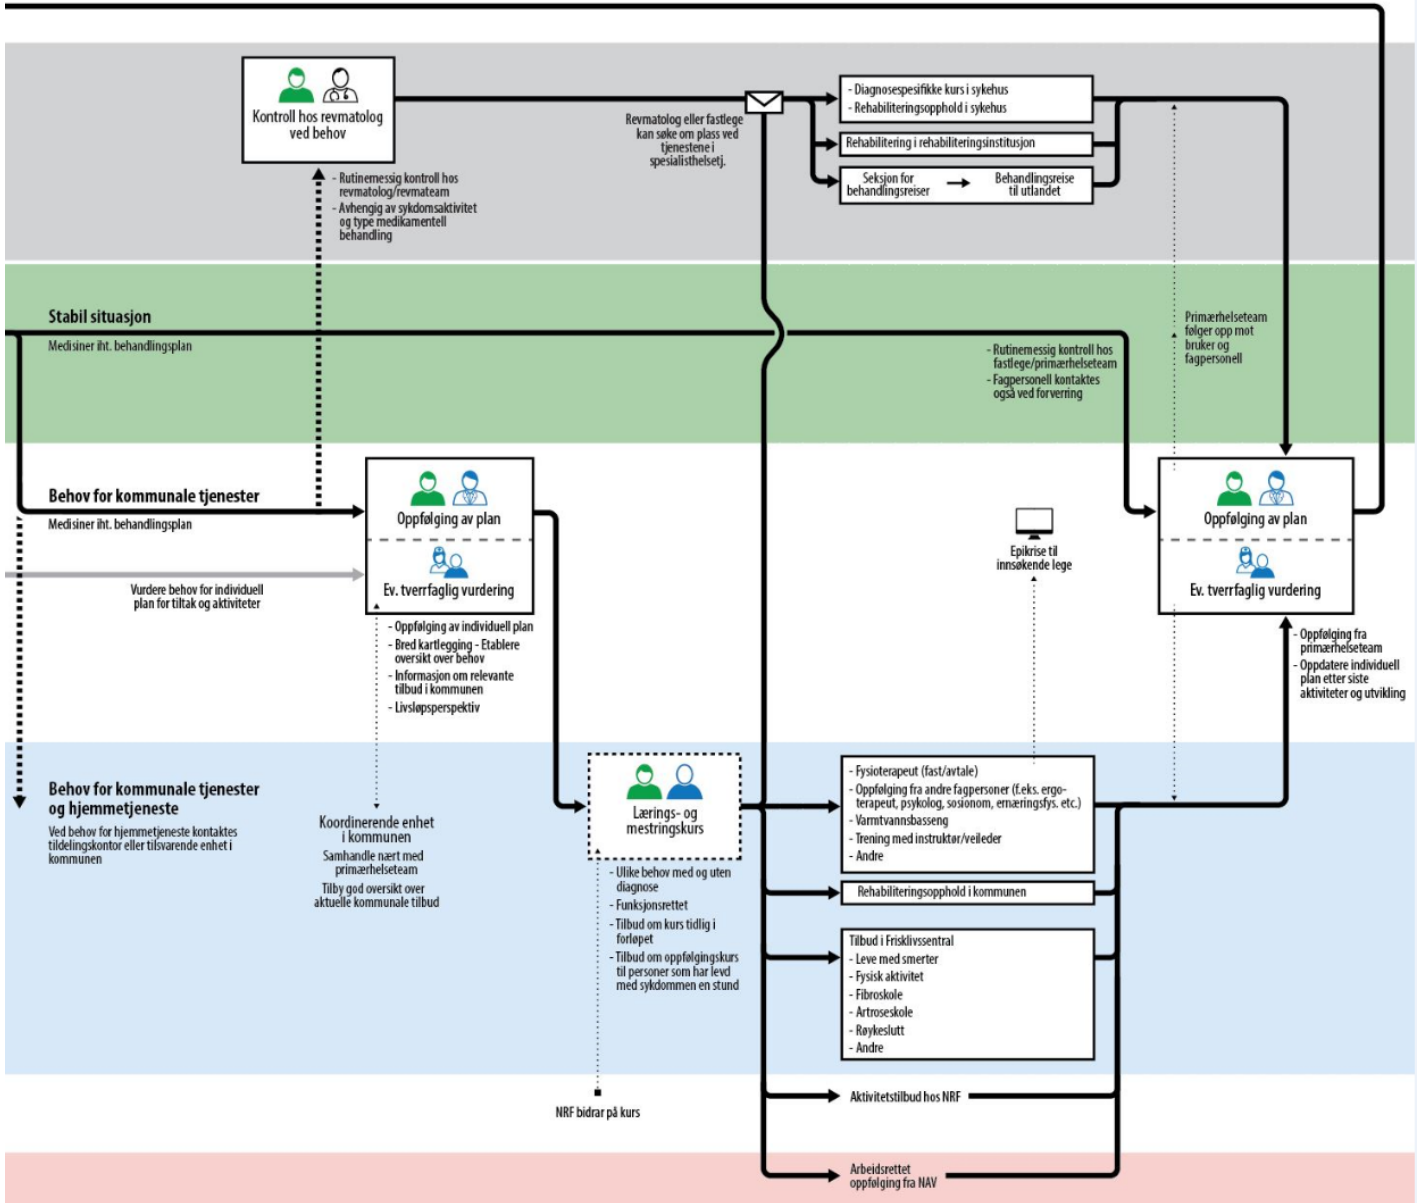 Kontroll hos revmatolog
ved behov
- Rutinemessig kontroll hos
revmatolog/revmateam
- Avhengig av sykdomsaktivitet
og type medikamentell
behandling
Revmatolog eller fastlege
kan søke om plass ved
tjenestene i
spesialisthelsetj.
- Diagnosespesifikke kurs i sykehus
- Rehabiliteringsopphold i sykehus
Rehabilitering i rehabiliteringsinstitusjon
Seksjon for
behandlingsreiser
Behandlingsreise
til utlandet
Stabil situasjon
Medisiner iht. behandlingsplan
- Rutinemessig kontroll hos
fastlege/primærhelseteam
- Fagpersonell kontaktes
også ved forverring
Primærhelseteam
følger opp mot
bruker og
fagpersonell
Behov for kommunale tjenester
Medisiner iht. behandlingsplan
Vurdere behov for individuell
plan for tiltak og aktiviteter
Oppfølging av plan
Ev. tverrfaglig vurdering
- Oppfølging av individuell plan
- Bred kartlegging - Etablere
oversikt over behov
- Informasjon om relevante
tilbud i kommunen
- Livsløpsperspektiv
Epikrise til
innsøkende lege
Oppfølging av plan
Ev. tverrfaglig vurdering
- Oppfølging fra
primærhelseteam
- Oppdatere individuell
plan etter siste
aktiviteter og utvikling
Behov for kommunale tjenester
og hjemmetjeneste
Ved behov for hjemmetjeneste kontaktes
tildelingskontor eller tilsvarende enhet i
kommunen
Koordinerende enhet
i kommunen
Samhandle nært med
primærhelseteam
Tilby god oversikt over
aktuelle kommunale tilbud
Lærings- og
mestringskurs
- Ulike behov med og uten
diagnose
- Funksjonsrettet
- Tilbud om kurs tidlig i
forløpet
- Tilbud om oppfølgingskurs
til personer som har levd
med sykdommen en stund
NRF bidrar på kurs
- Fysioterapeut (fast/avtale)
- Oppfølging fra andre fagpersoner (f.eks. ergo-
terapeut, psykolog, sosionom, ernæringsfys. etc.)
- Varmtvannsbasseng
- Trening med instruktør/veileder
- Andre
Rehabiliteringsopphold i kommunen
Tilbud i Frisklivssentral
- Leve med smerter
- Fysisk aktivitet
- Fibroskole
- Artroseskole
- Røykeslutt
- Andre
Aktivitetstilbud hos NRF
Arbeidsrettet
oppfølging fra NAV